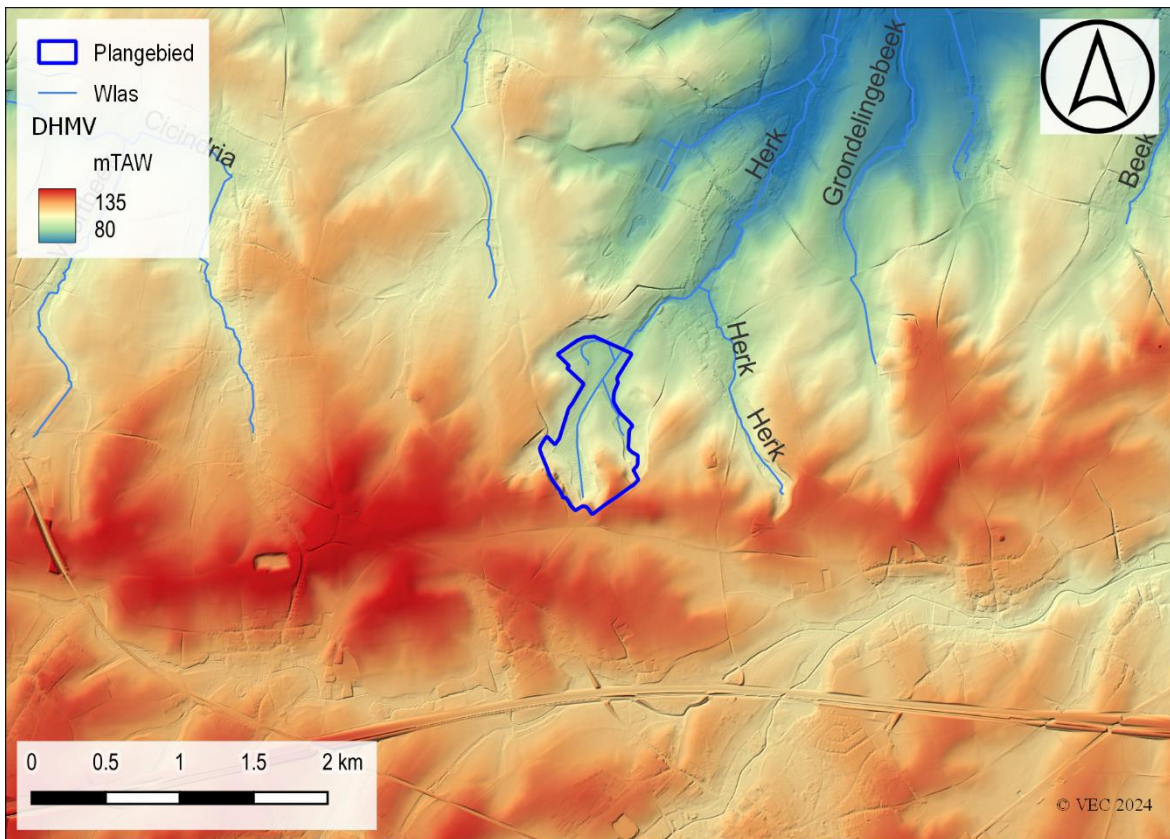 Plangebied
Wlas
DHMV
mTAW
135
80
Cicindria
Herk
Grondelingebeek
Beek
Herk
Herk
0 0.5 1 1.5 2 km
© VEC 2024